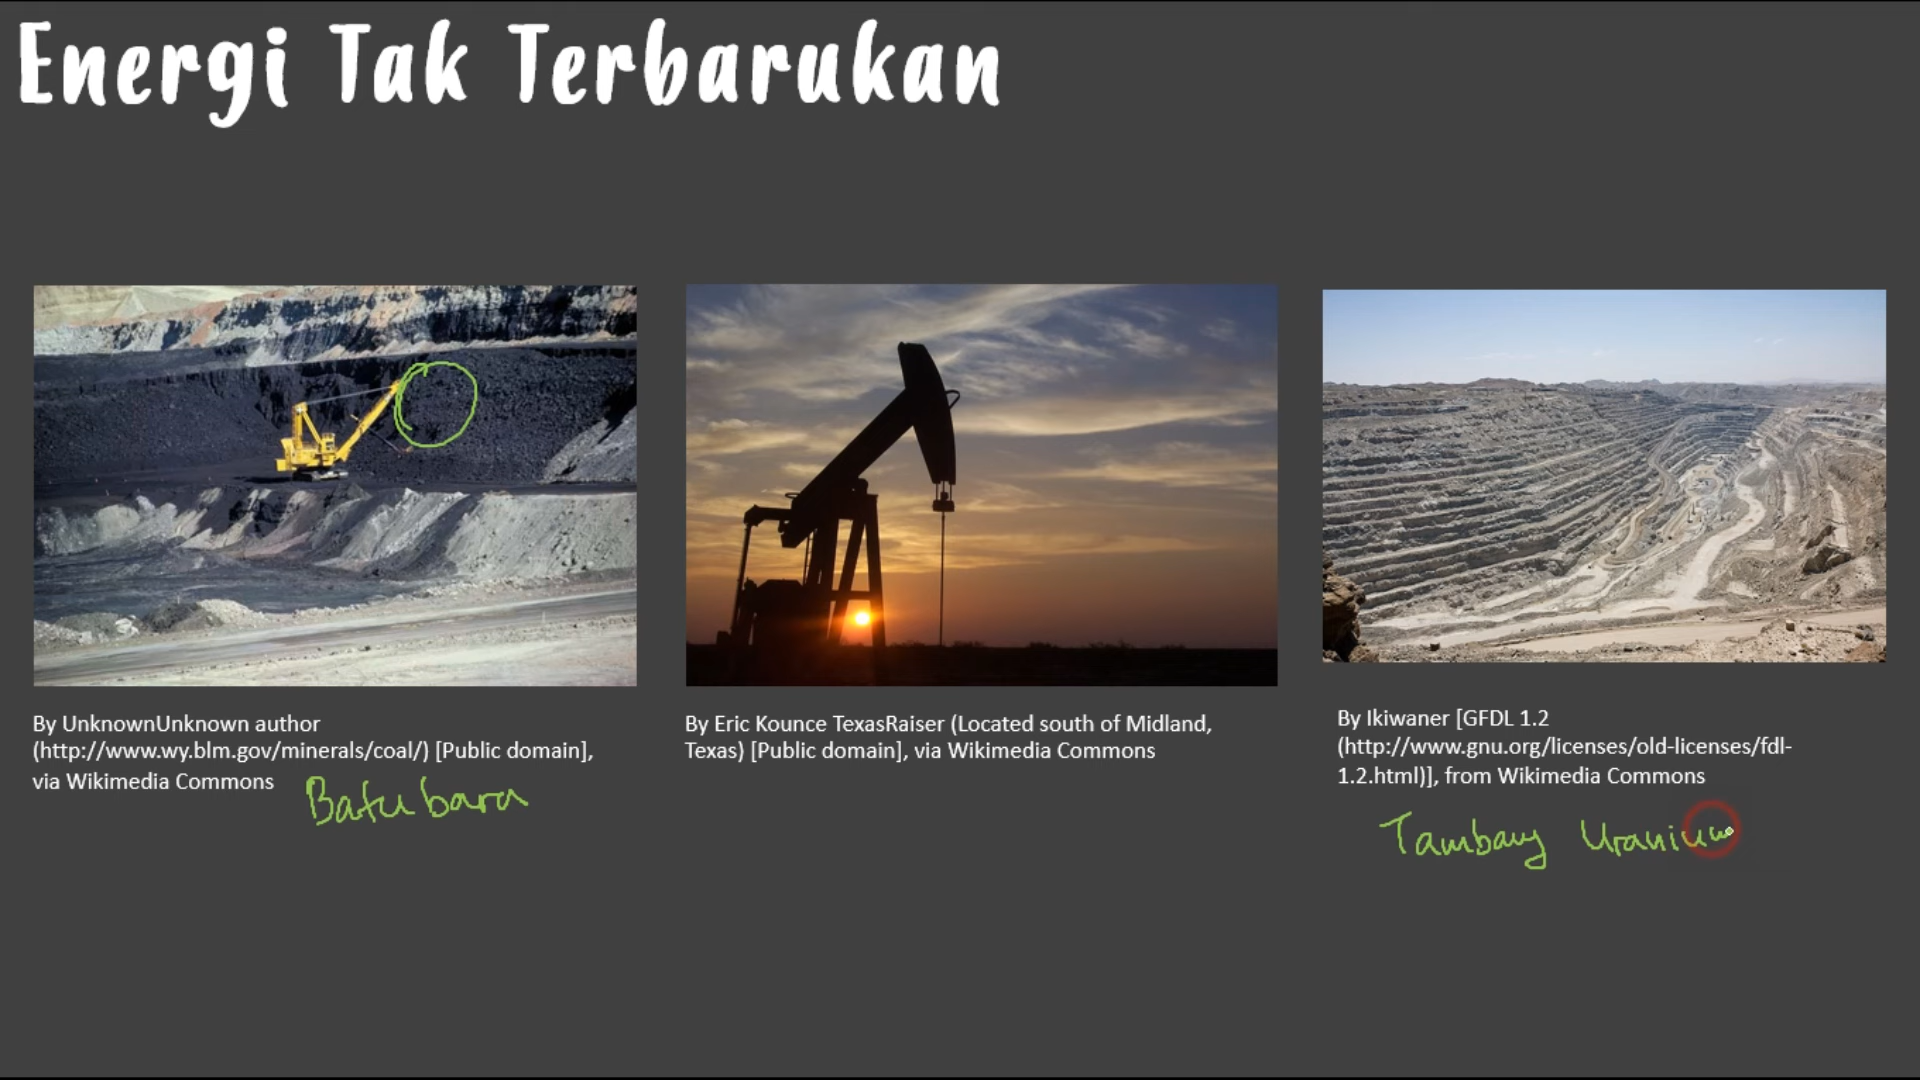 Energi Tak Terbarukan
By UnknownUnknown author
(http://www.wy.blm.gov/minerals/coal/) [Public domain],
via Wikimedia Commons
Batubara
By Eric Kounce TexasRaiser (Located south of Midland,
Texas) [Public domain], via Wikimedia Commons
By Ikiwaner [GFDL 1.2
(http://www.gnu.org/licenses/old-licenses/fdl-
1.2.html)], from Wikimedia Commons
Tambang Uranium